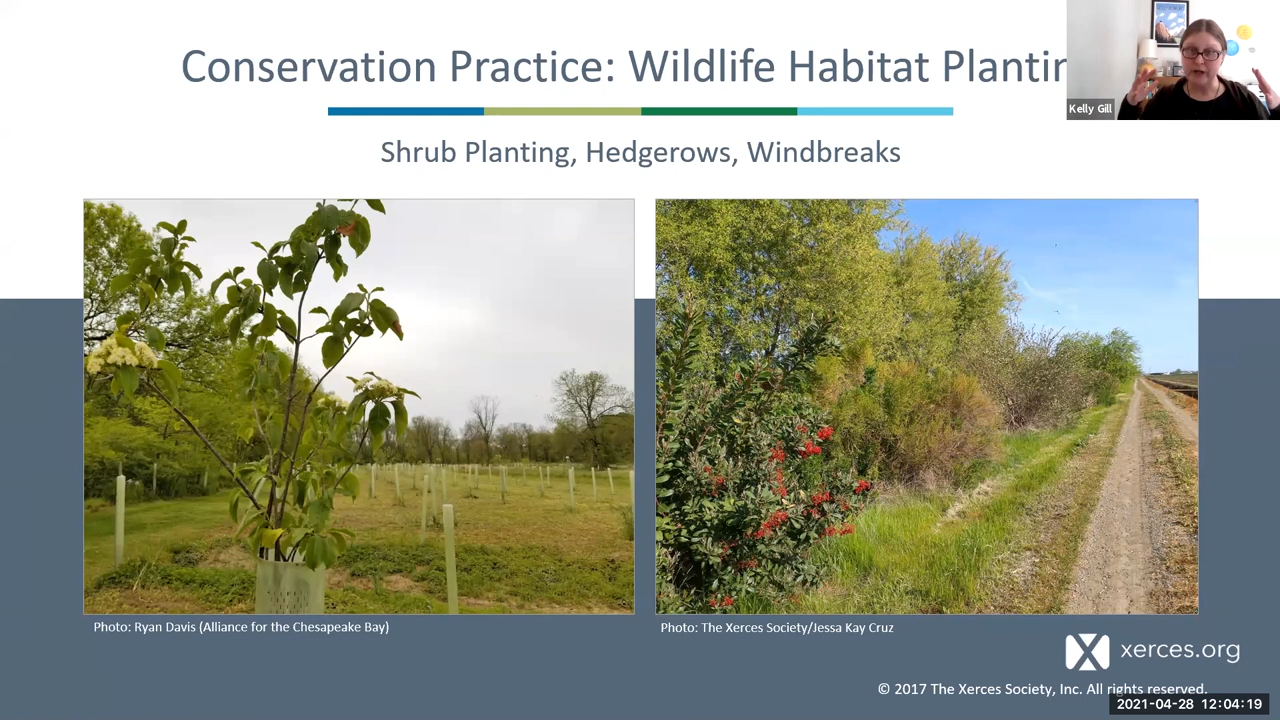 Conservation Practice: Wildlife Habitat Plantin
Kelly Gill
Shrub Planting, Hedgerows, Windbreaks
Photo: Ryan Davis (Alliance for the Chesapeake Bay)
Photo: The Xerces Society/Jessa Kay Cruz
xerces.org
© 2017 The Xerces Society, Inc. All rights reserved.
2021-04-28 12:04:19